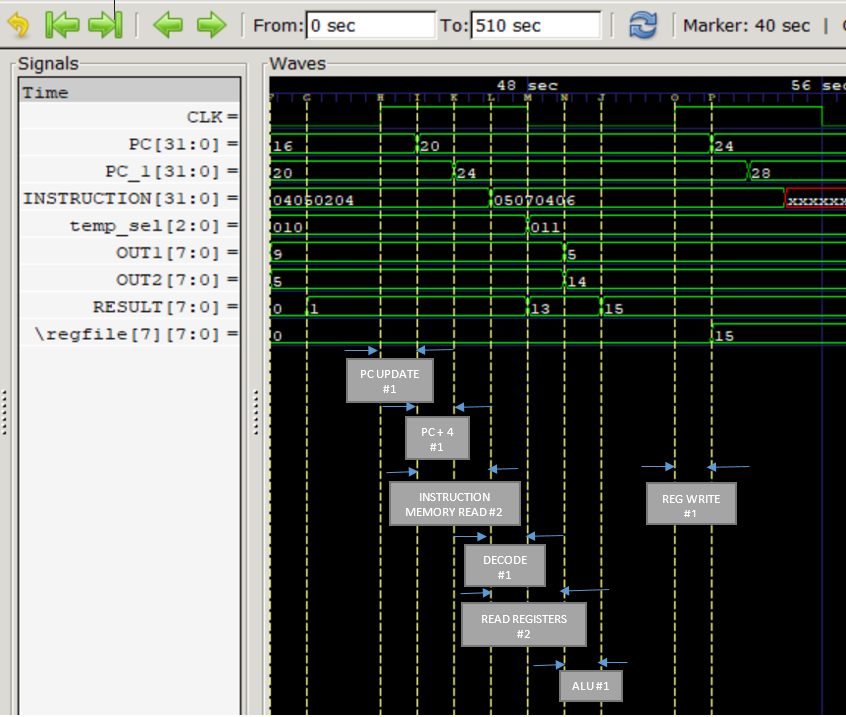 From: 0 sec To: 510 sec Marker: 40 sec |
Signals Waves
Time 48 sec 56 sec
G H I K L M N J O P
CLK =
PC[31:0] = 16 20 24
PC_1[31:0] = 20 24 28
INSTRUCTION[31:0] = 04050204 05070406 xxxxxx
temp_sel[2:0] = 010 011
OUT1[7:0] = 9 5
OUT2[7:0] = 5 14
RESULT[7:0] = 0 1 13 15
\regfile[7][7:0] = 0 15
PC UPDATE
#1
PC + 4
#1
INSTRUCTION
MEMORY READ #2
REG WRITE
#1
DECODE
#1
READ REGISTERS
#2
ALU #1